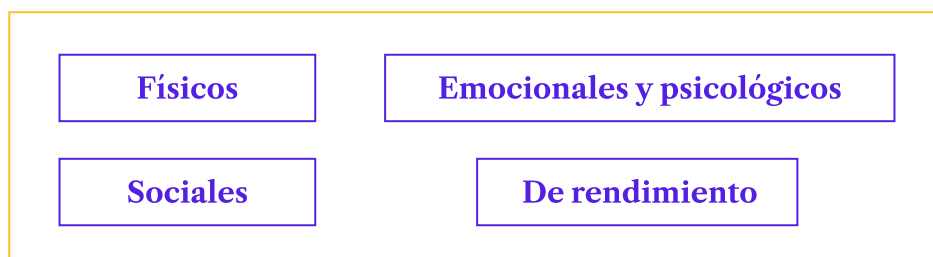 Físicos
Emocionales y psicológicos
Sociales
De rendimiento